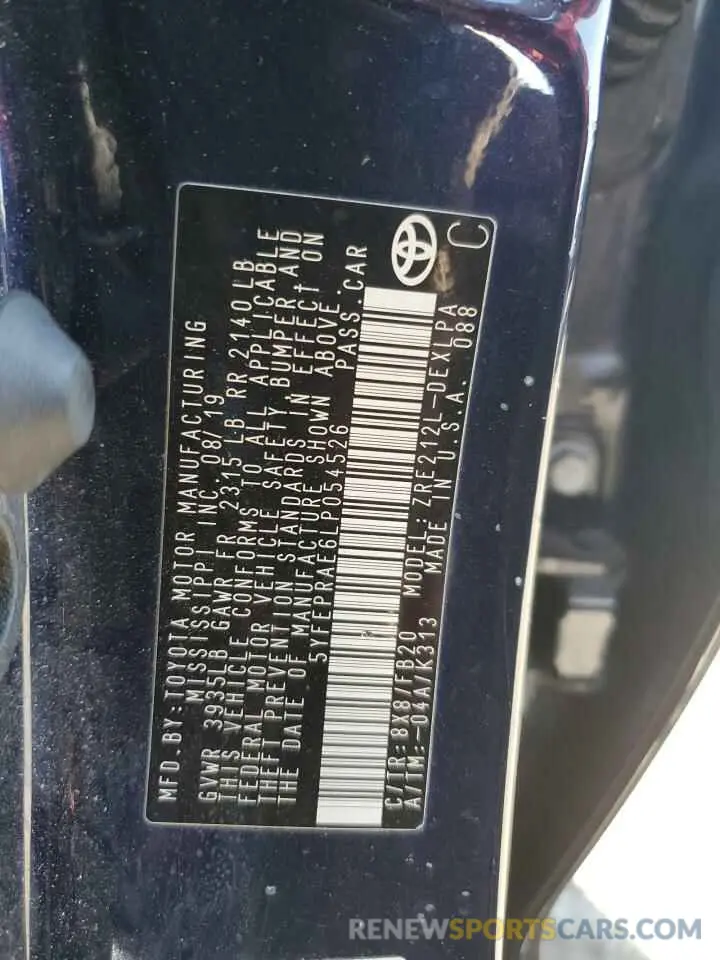 MFD.BY:TOYOTA MOTOR MANUFACTURING
MISSISSIPPI INC. 08/19
GVWR 3935LB GAWR FR 2315 LB RR 2140 LB
THIS VEHICLE CONFORMS TO ALL APPLICABLE
FEDERAL MOTOR VEHICLE SAFETY, BUMPER, AND
THEFT PREVENTION STANDARDS IN EFFECT ON
THE DATE OF MANUFACTURE SHOWN ABOVE.
5YFEPRAE6LP054526 PASS.CAR
C/TR:8X8/FB20 MODEL:ZRE212L-DEXLPA
A/TM:-04A/K313 MADE IN U.S.A. 088
C
RENEWSPORTSCARS.COM